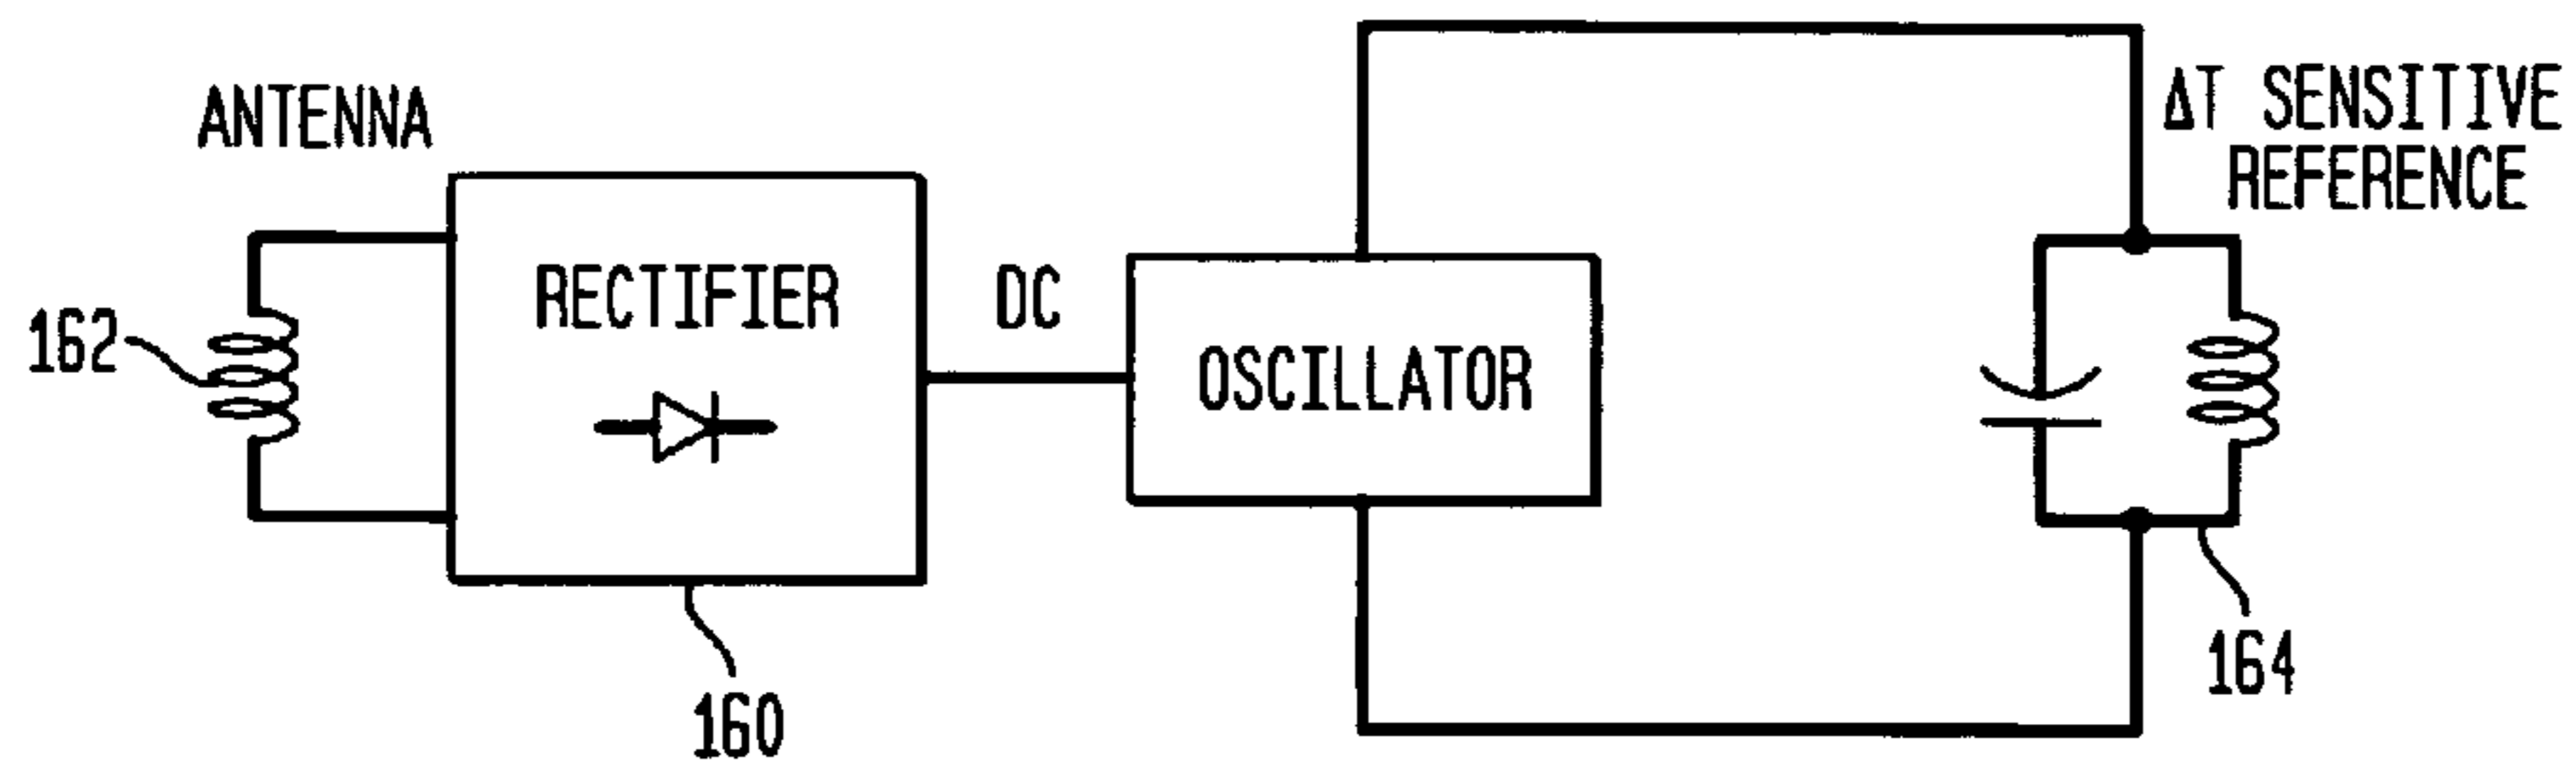 ANTENNA
162
RECTIFIER
160
DC
OSCILLATOR
ΔT SENSITIVE
REFERENCE
164